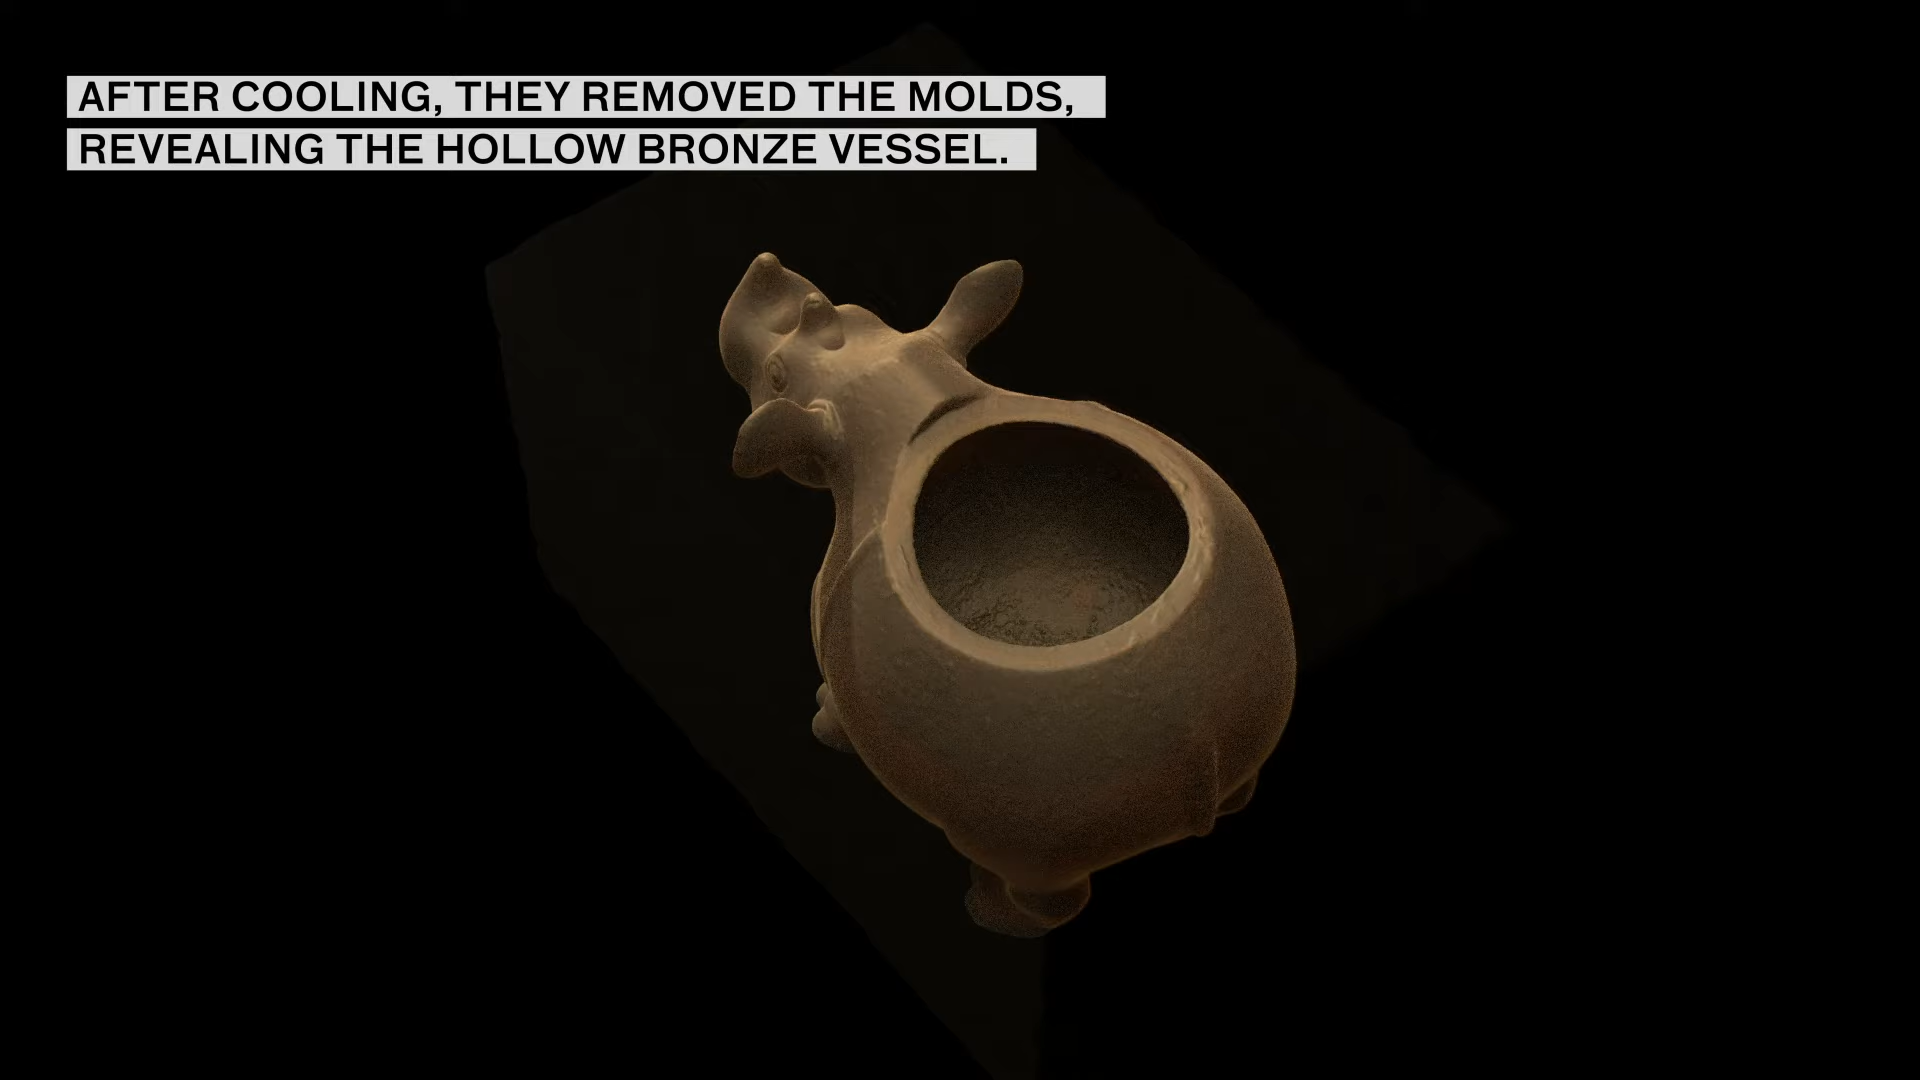 AFTER COOLING, THEY REMOVED THE MOLDS,
REVEALING THE HOLLOW BRONZE VESSEL.